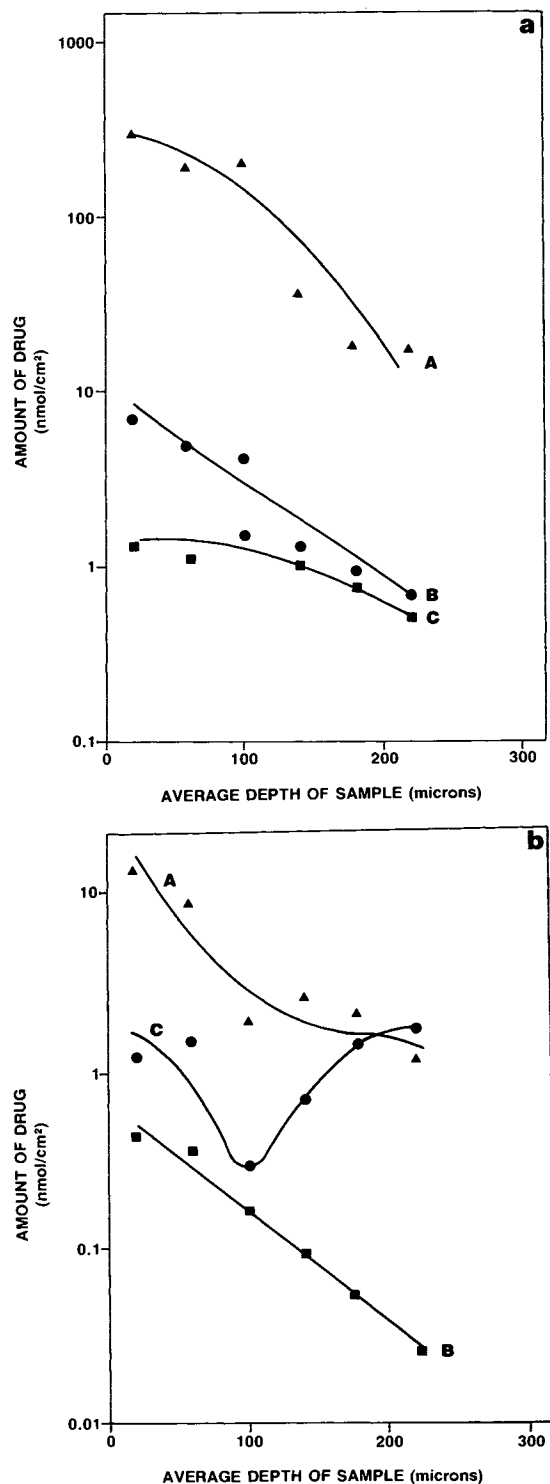 a
1000
100
10
1
0.1
AMOUNT OF DRUG
(nmol/cm²)
A
B
C
0
100
200
300
AVERAGE DEPTH OF SAMPLE (microns)
b
10
1
0.1
0.01
AMOUNT OF DRUG
(nmol/cm²)
A
C
B
0
100
200
300
AVERAGE DEPTH OF SAMPLE (microns)